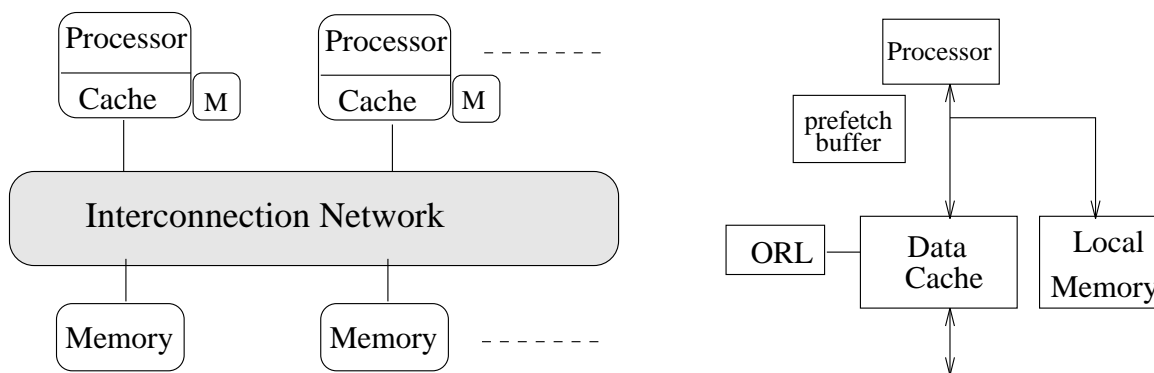 Processor
Cache
M
Processor
Cache
M
Interconnection Network
Memory
Memory
Processor
prefetch
buffer
ORL
Data
Cache
Local
Memory